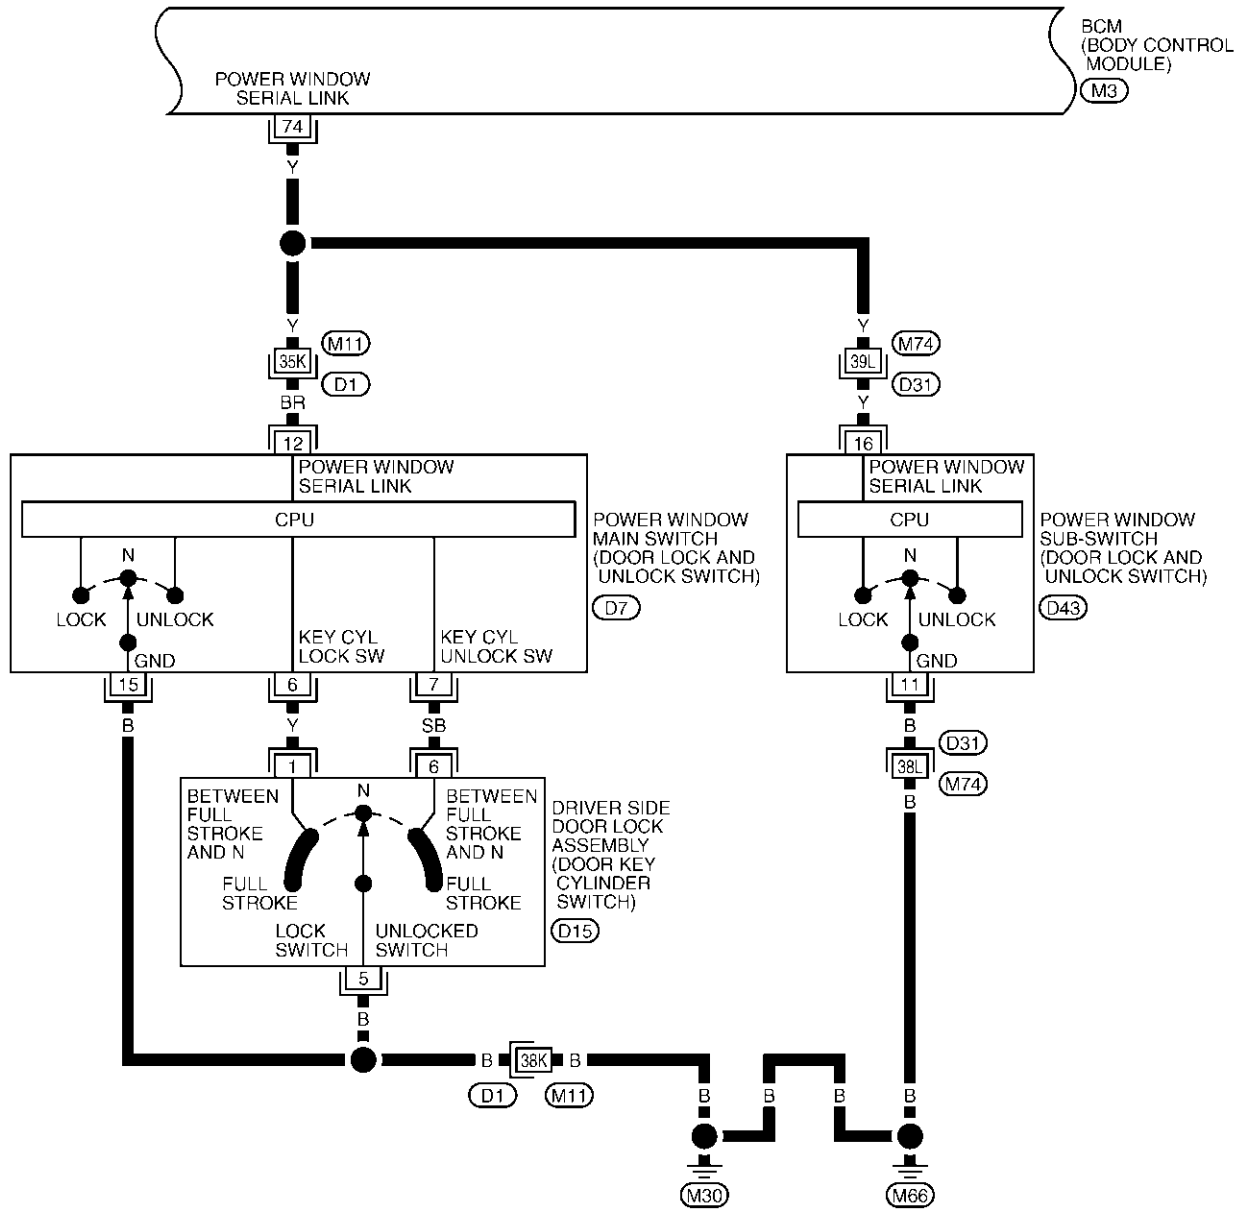 BCM
(BODY CONTROL
MODULE)
M3
POWER WINDOW
SERIAL LINK
74
Y
Y
Y
M11
M74
35K
39L
D1
D31
BR
Y
12
16
POWER WINDOW
SERIAL LINK
POWER WINDOW
SERIAL LINK
CPU
CPU
POWER WINDOW
MAIN SWITCH
(DOOR LOCK AND
UNLOCK SWITCH)
D7
POWER WINDOW
SUB-SWITCH
(DOOR LOCK AND
UNLOCK SWITCH)
D43
N
LOCK
UNLOCK
N
LOCK
UNLOCK
KEY CYL
LOCK SW
KEY CYL
UNLOCK SW
GND
GND
15
6
7
11
B
Y
SB
B
D31
1
6
38L
M74
B
BETWEEN
FULL
STROKE
AND N
N
BETWEEN
FULL
STROKE
AND N
FULL
STROKE
FULL
STROKE
LOCK
SWITCH
UNLOCKED
SWITCH
DRIVER SIDE
DOOR LOCK
ASSEMBLY
(DOOR KEY
CYLINDER
SWITCH)
D15
5
B
B
38K
B
D1
M11
B
B
B
B
M30
M66